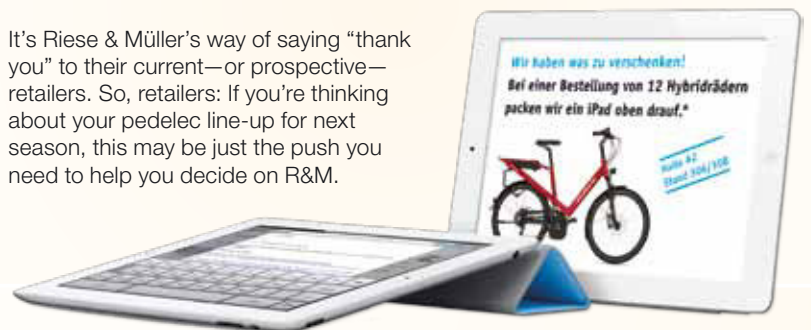 It's Riese & Müller's way of saying “thank
you” to their current—or prospective—
retailers. So, retailers: If you're thinking
about your pedelec line-up for next
season, this may be just the push you
need to help you decide on R&M.
Wir haben was zu verschenken!
Bei einer Bestellung von 12 Hybridrädern
packen wir ein iPad oben drauf.*
Halle A2
Stand 306/308